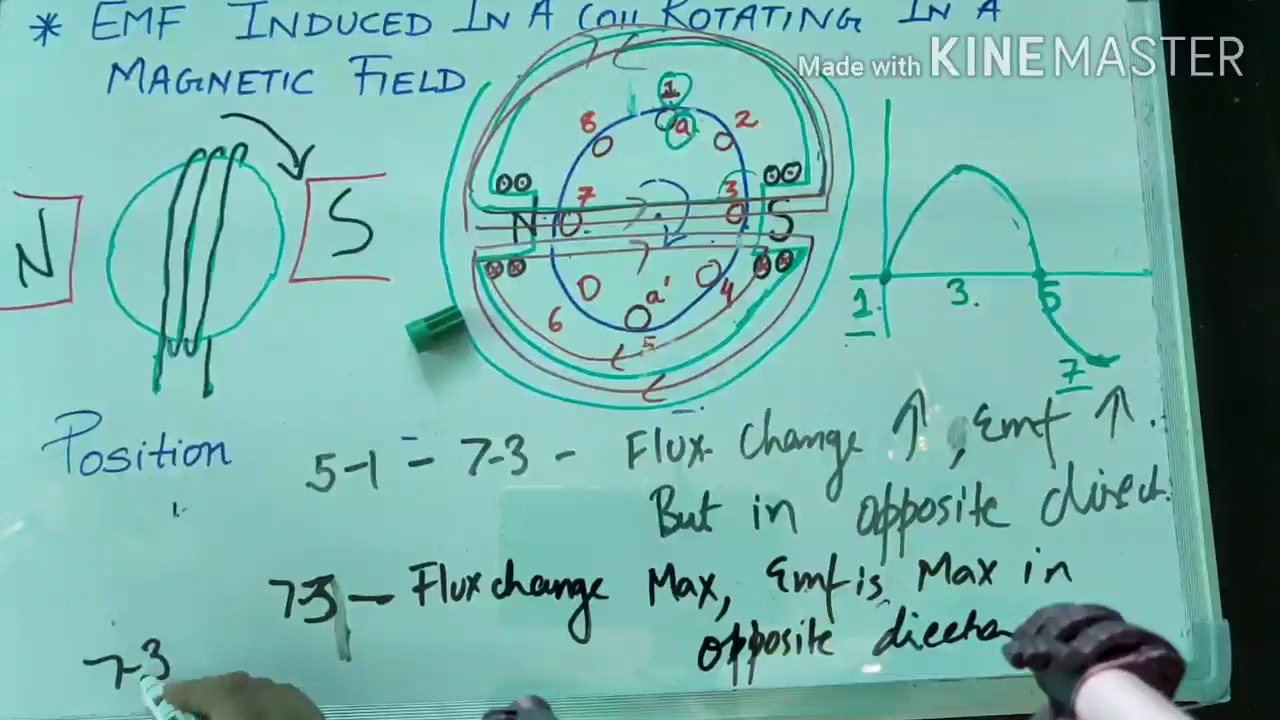 * EMF INDUCED IN A COIL ROTATING IN A
MAGNETIC FIELD
Made with KINEMASTER
N
S
1
a
2
8
7
3
N
S
a'
4
6
5
1.
3.
5
7
Position
5-1 = 7-3 - Flux change ↑, Emf ↑.
But in opposite direct.
7-3 — Flux change Max, Emf is Max in
opposite
7-3